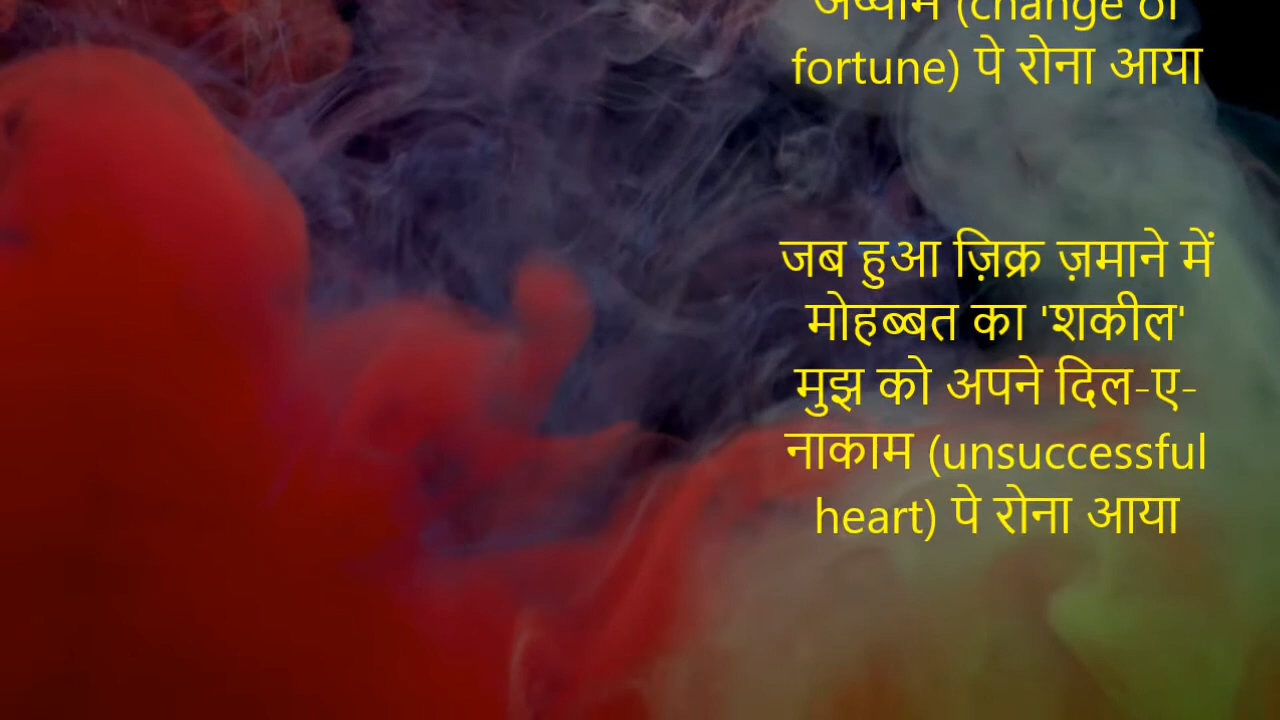 (change of
fortune) पे रोना आया
जब हुआ ज़िक्र ज़माने में
मोहब्बत का 'शकील'
मुझ को अपने दिल-ए-
नाकाम (unsuccessful
heart) पे रोना आया